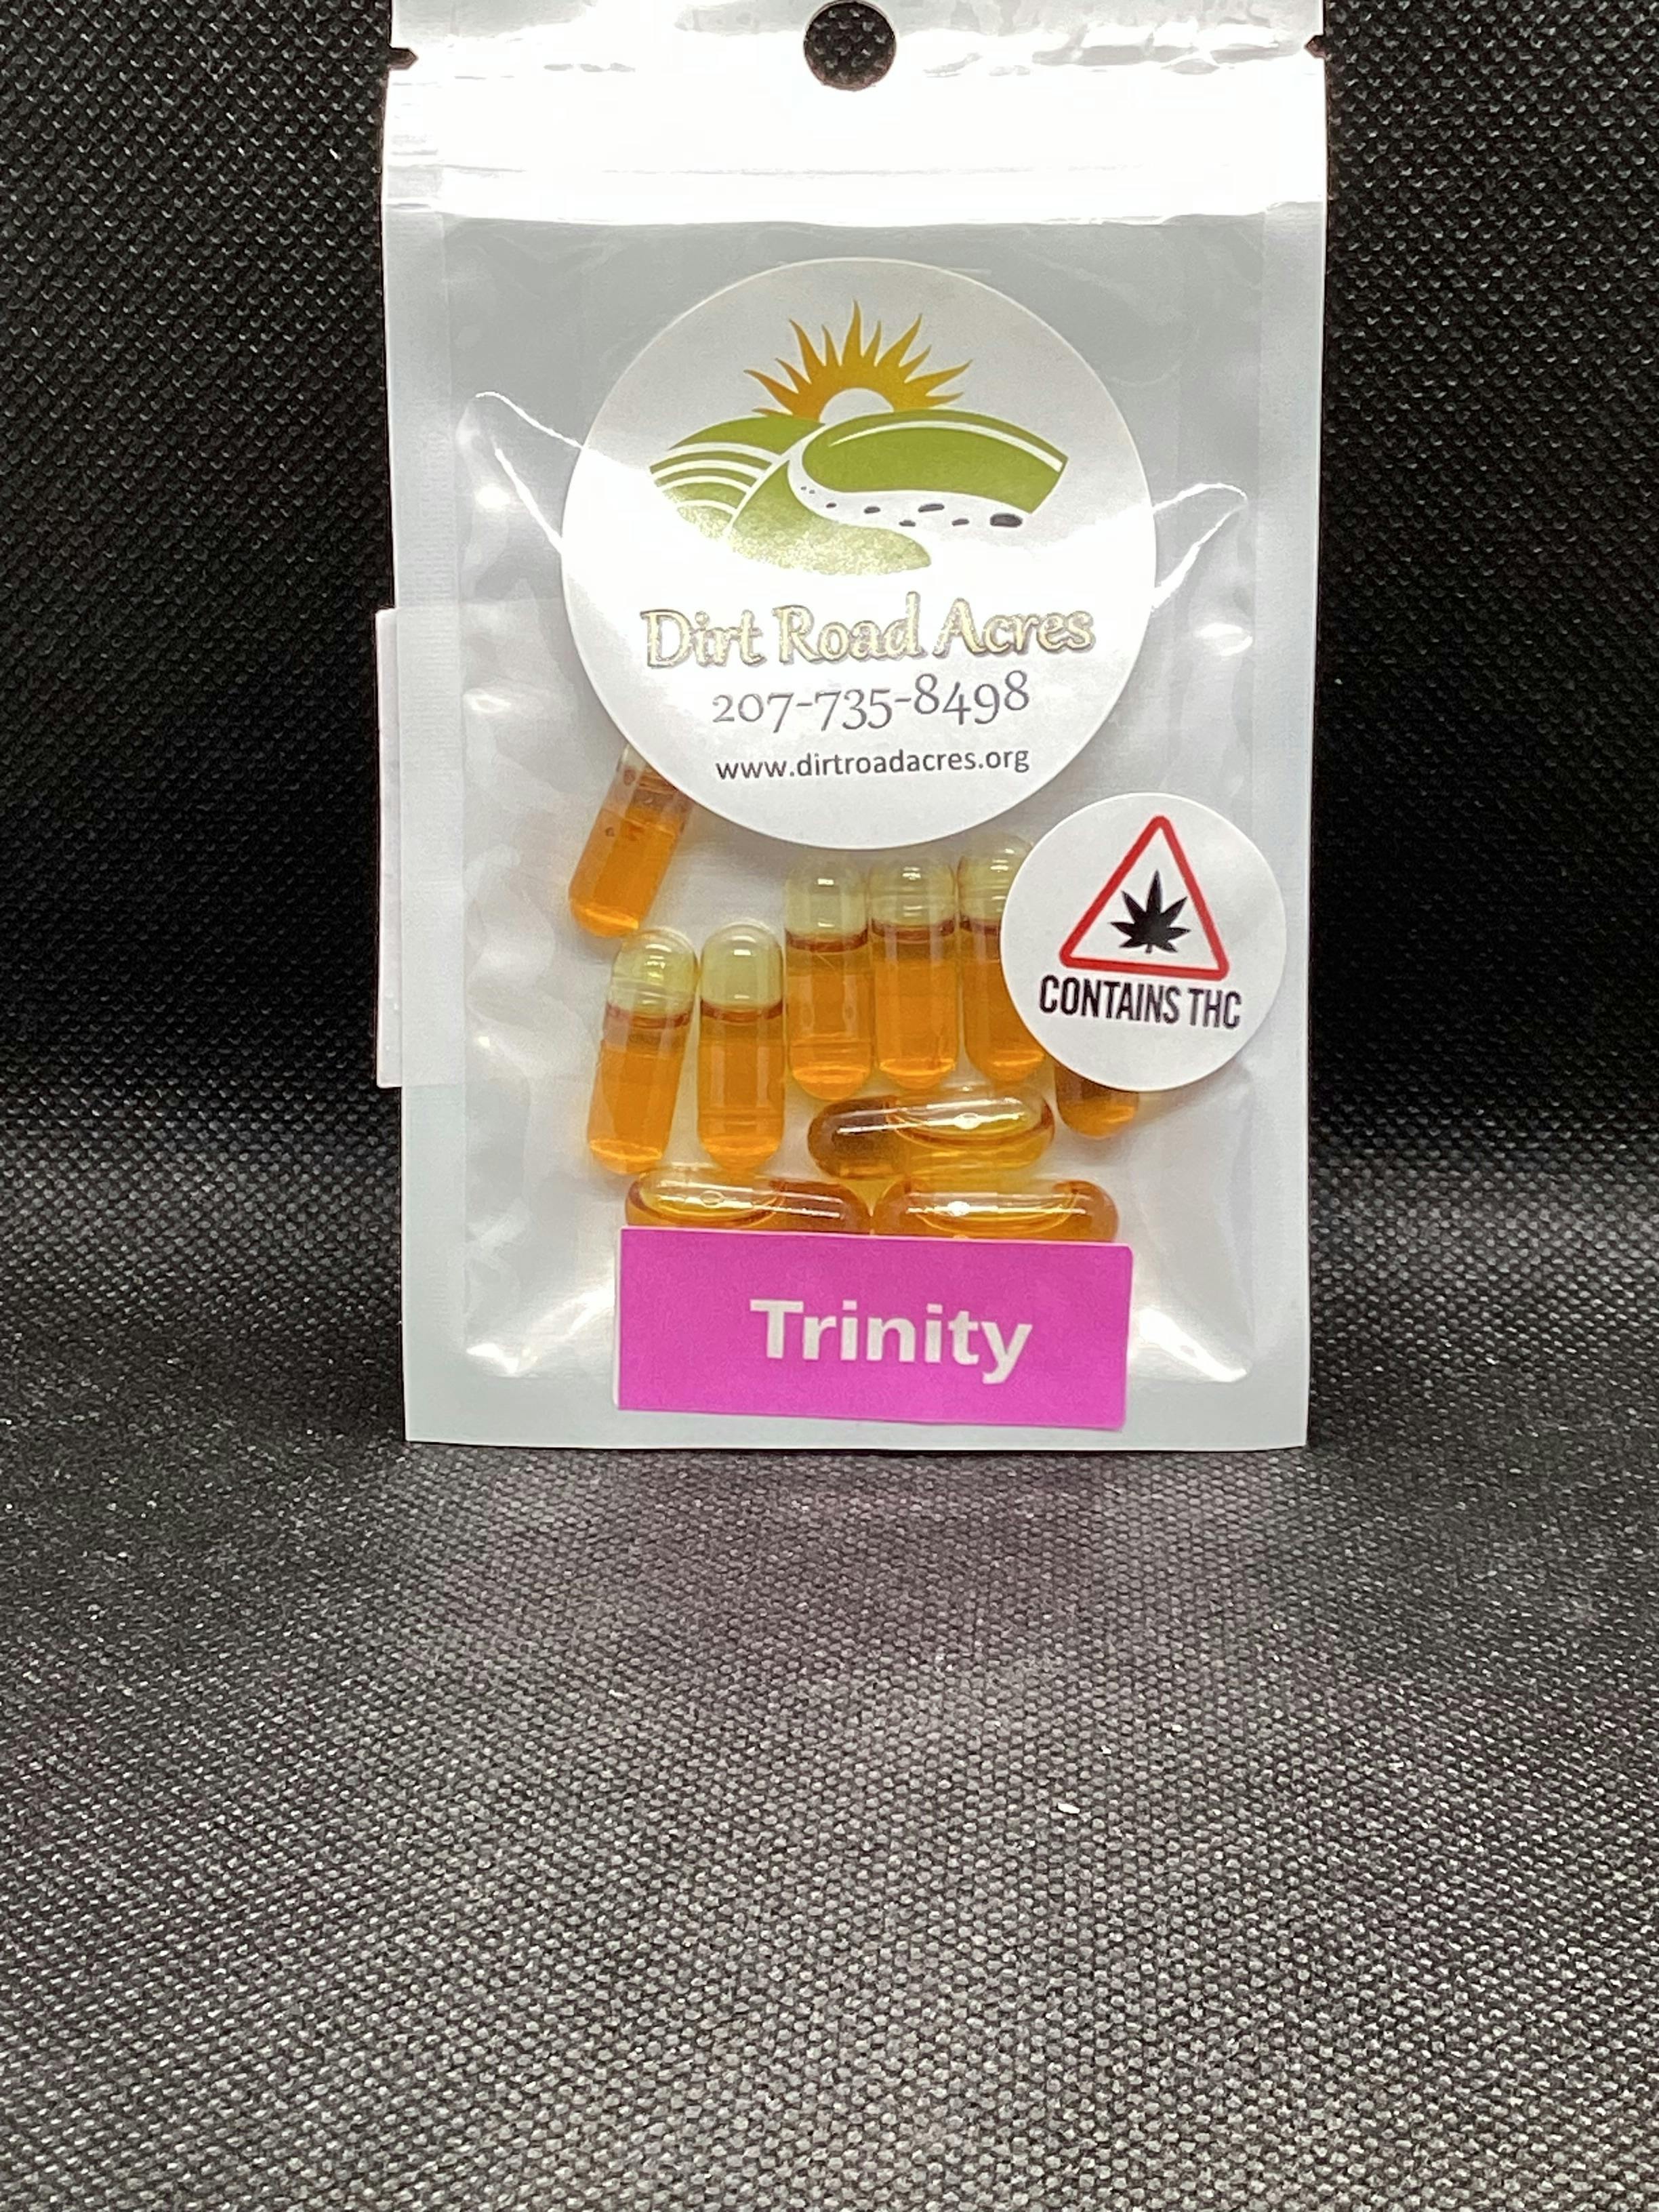 Dirt Road Acres
207-735-8498
www.dirtroadacres.org
CONTAINS THC
Trinity